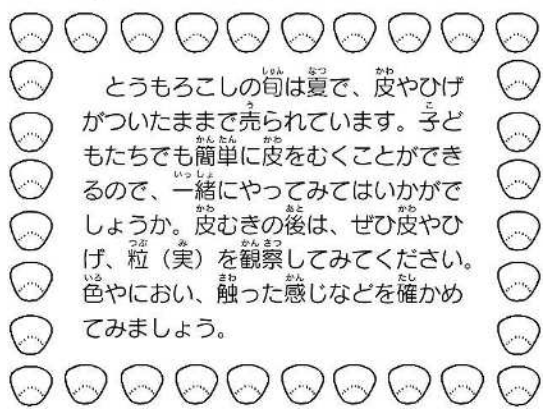 とうもろこしの旬は夏で、皮やひげ
がついたままで売られています。子ど
もたちでも簡単に皮をむくことができ
るので、一緒にやってみてはいかがで
しょうか。皮むきの後は、ぜひ皮やひ
げ、粒（実）を観察してみてください。
色やにおい、触った感じなどを確かめ
てみましょう。